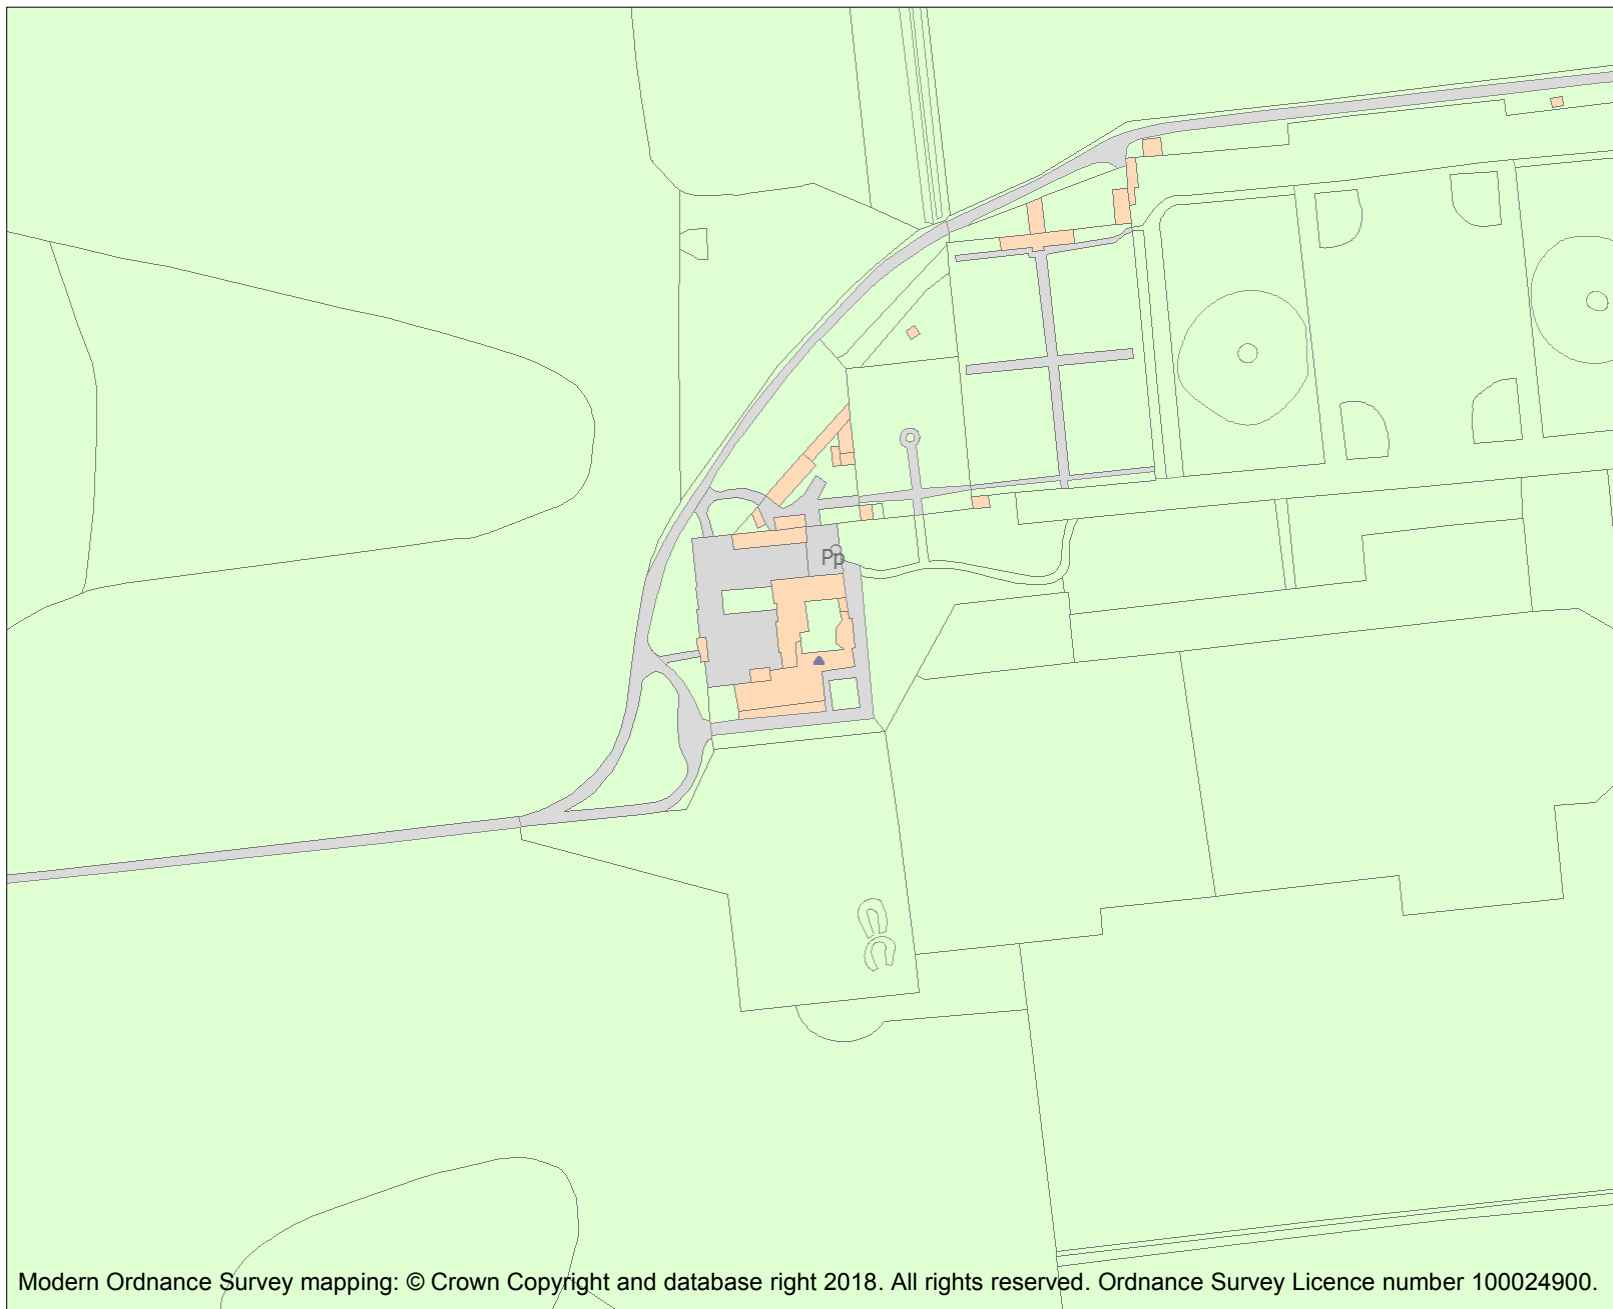 Pp
Modern Ordnance Survey mapping: © Crown Copyright and database right 2018. All rights reserved. Ordnance Survey Licence number 100024900.